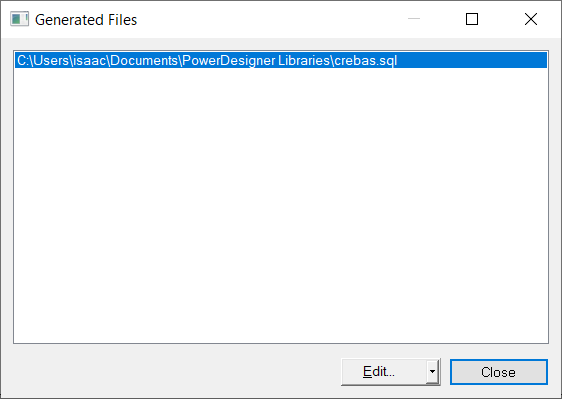 Generated Files
C:\Users\isaac\Documents\PowerDesigner Libraries\crebas.sql
Edit..
Close